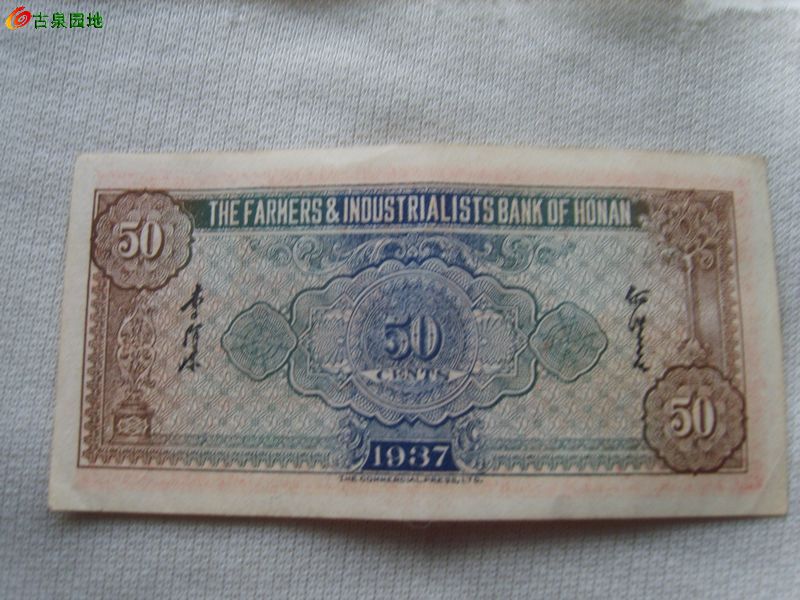 古泉园地
THE FARMERS & INDUSTRIALISTS BANK OF HONAN
50
50
CENTS
50
1937
THE COMMERCIAL PRESS, LTD.